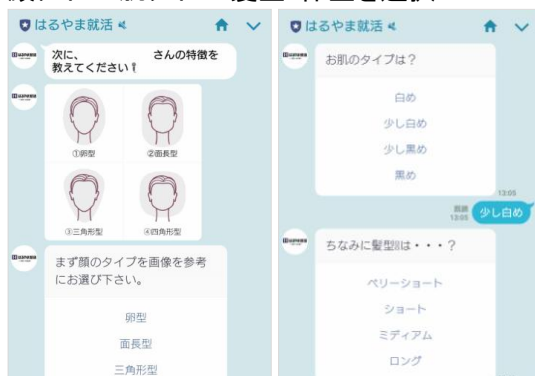 はるやま就活
次に、 さんの特徴を
教えてください!
①卵型
②面長型
③三角形型
④四角形型
まず顔のタイプを画像を参考
にお選び下さい。
卵型
面長型
三角形型
はるやま就活
お肌のタイプは?
白め
少し白め
少し黒め
黒め
13:05
既読
13:05
少し白め
ちなみに髪型は・・・?
ベリーショート
ショート
ミディアム
ロング